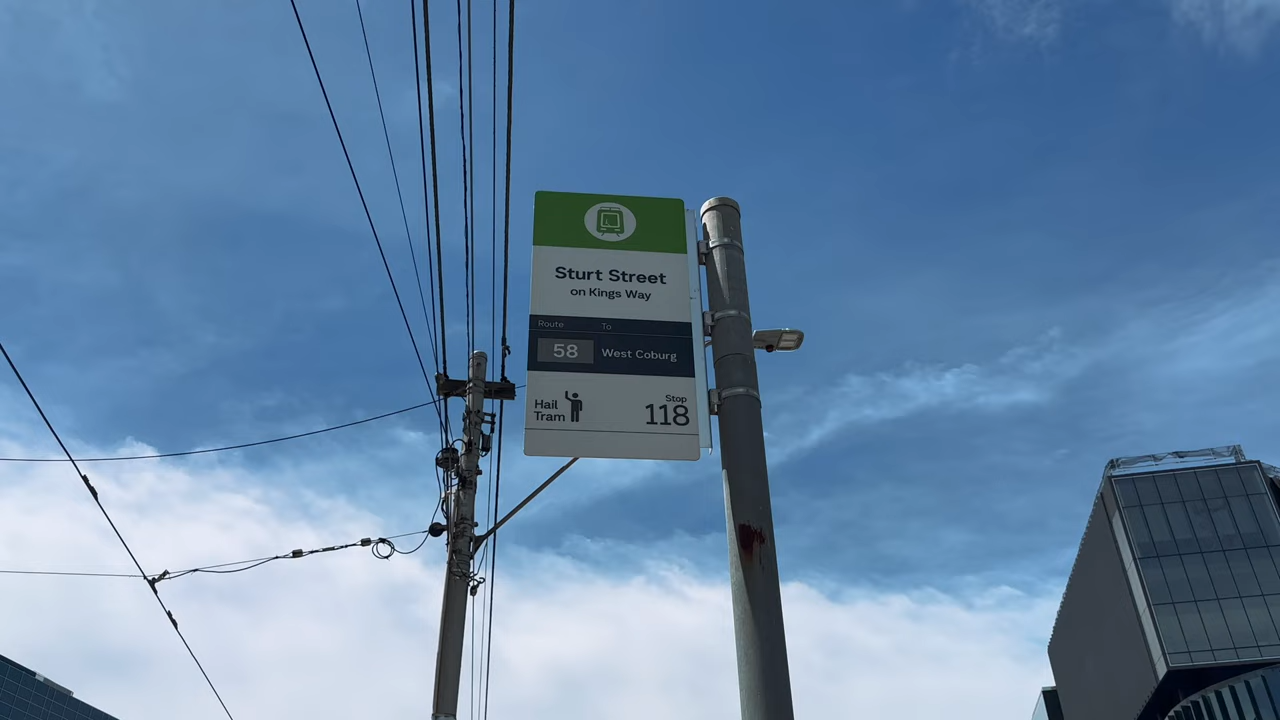 Sturt Street
on Kings Way
Route To
58 West Coburg
Hail Tram
Stop
118